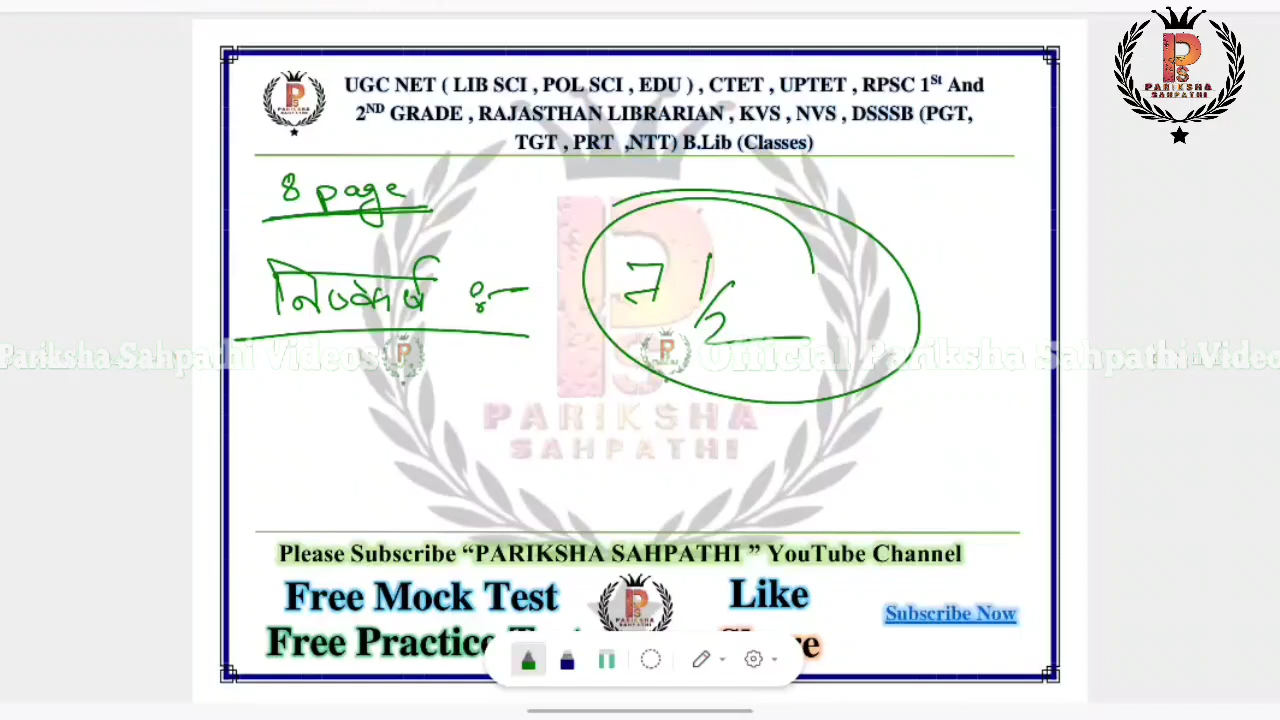 PARIKSHA
SAHPATHI
UGC NET ( LIB SCI , POL SCI , EDU ) , CTET , UPTET , RPSC 1St And
2ND GRADE , RAJASTHAN LIBRARIAN , KVS , NVS , DSSSB (PGT,
TGT , PRT ,NTT) B.Lib (Classes)
8 page
निष्कर्ष :-
7 1/2
Pariksha Sahpathi Videos
Official Pariksha Sahpathi Videos
PARIKSHA
SAHPATHI
Please Subscribe “PARIKSHA SAHPATHI ” YouTube Channel
Free Mock Test
Like
Subscribe Now
Free Practice